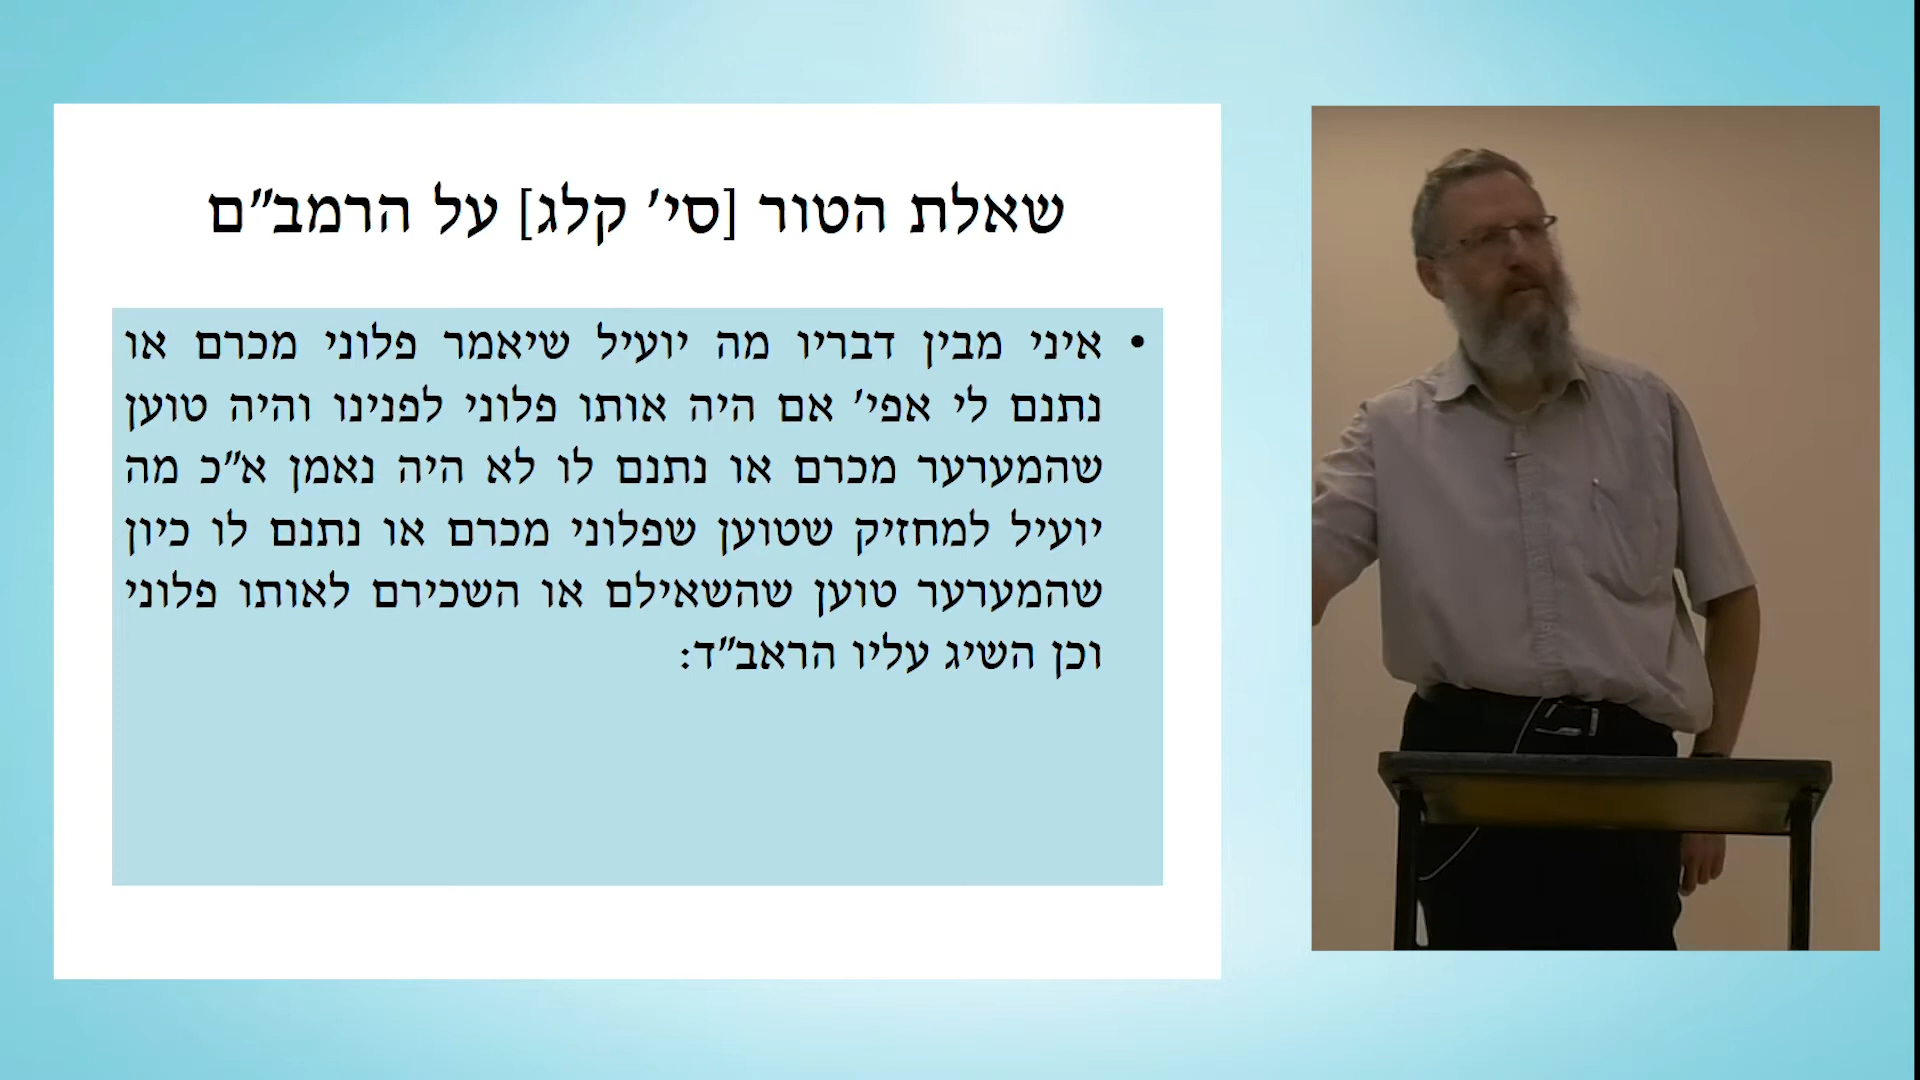 שאלת הטור [סי' קלג] על הרמב"ם
• איני מבין דבריו מה יועיל שיאמר פלוני מכרם או
נתנם לי אפי' אם היה אותו פלוני לפנינו והיה טוען
שהמערער מכרם או נתנם לו לא היה נאמן א"כ מה
יועיל למחזיק שטוען שפלוני מכרם או נתנם לו כיון
שהמערער טוען שהשאילם או השכירם לאותו פלוני
וכן השיג עליו הראב"ד: